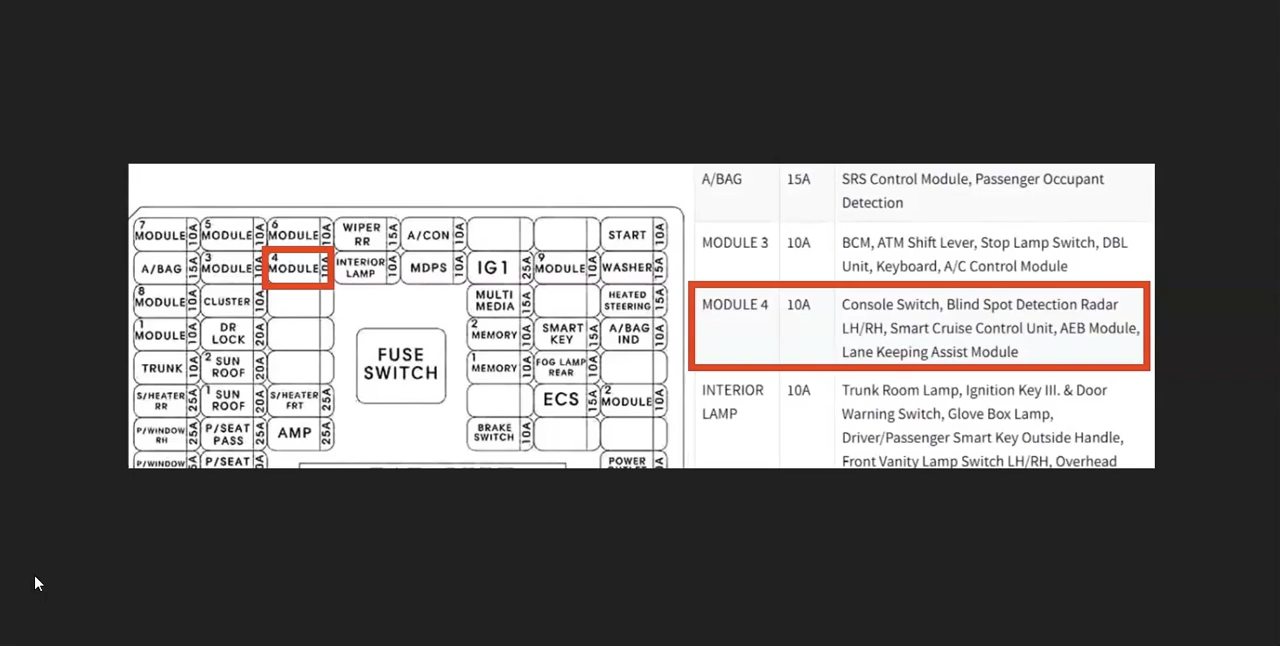 7 MODULE 10A 5 MODULE 10A 6 MODULE 10A WIPER RR 15A A/CON 10A START 10A
A/BAG 15A 3 MODULE 10A 4 MODULE 10A INTERIOR LAMP 10A MDPS 10A IG1 25A 9 MODULE 10A WASHER 15A
8 MODULE 10A CLUSTER 10A MULTI MEDIA 15A HEATED STEERING 15A
1 MODULE 10A DR LOCK 20A 2 MEMORY 10A SMART KEY 15A A/BAG IND 10A
TRUNK 10A 2 SUN ROOF 20A 1 MEMORY 10A FOG LAMP REAR 10A
S/HEATER RR 25A 1 SUN ROOF 20A S/HEATER FRT 25A ECS 15A 2 MODULE 10A
P/WINDOW RH 25A P/SEAT PASS 25A AMP 25A BRAKE SWITCH 10A
P/WINDOW P/SEAT POWER
FUSE
SWITCH
A/BAG 15A SRS Control Module, Passenger Occupant
Detection
MODULE 3 10A BCM, ATM Shift Lever, Stop Lamp Switch, DBL
Unit, Keyboard, A/C Control Module
MODULE 4 10A Console Switch, Blind Spot Detection Radar
LH/RH, Smart Cruise Control Unit, AEB Module,
Lane Keeping Assist Module
INTERIOR 10A Trunk Room Lamp, Ignition Key III. & Door
LAMP Warning Switch, Glove Box Lamp,
Driver/Passenger Smart Key Outside Handle,
Front Vanity Lamp Switch LH/RH, Overhead